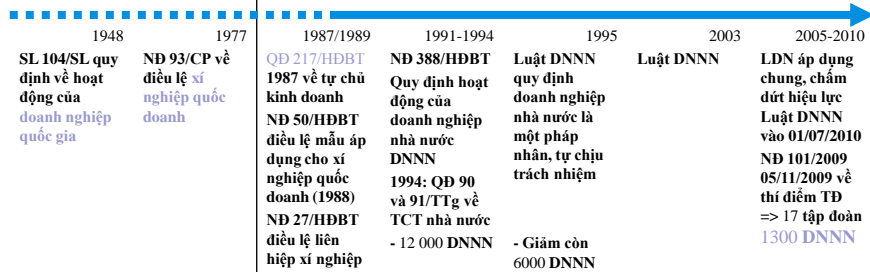 1948
SL 104/SL quy
định về hoạt
động của
doanh nghiệp
quốc gia
1977
NĐ 93/CP về
điều lệ xí
nghiệp quốc
doanh
1987/1989
QĐ 217/HĐBT
1987 về tự chủ
kinh doanh
NĐ 50/HĐBT
điều lệ mẫu áp
dụng cho xí
nghiệp quốc
doanh (1988)
NĐ 27/HĐBT
điều lệ liên
hiệp xí nghiệp
1991-1994
NĐ 388/HĐBT
Quy định hoạt
động của
doanh nghiệp
nhà nước
DNNN
1994: QĐ 90
và 91/TTg về
TCT nhà nước
- 12 000 DNNN
1995
Luật DNNN
quy định
doanh nghiệp
nhà nước là
một pháp
nhân, tự chịu
trách nhiệm
- Giảm còn
6000 DNNN
2003
Luật DNNN
2005-2010
LDN áp dụng
chung, chấm
dứt hiệu lực
Luật DNNN
vào 01/07/2010
NĐ 101/2009
05/11/2009 về
thí điểm TĐ
=> 17 tập đoàn
1300 DNNN